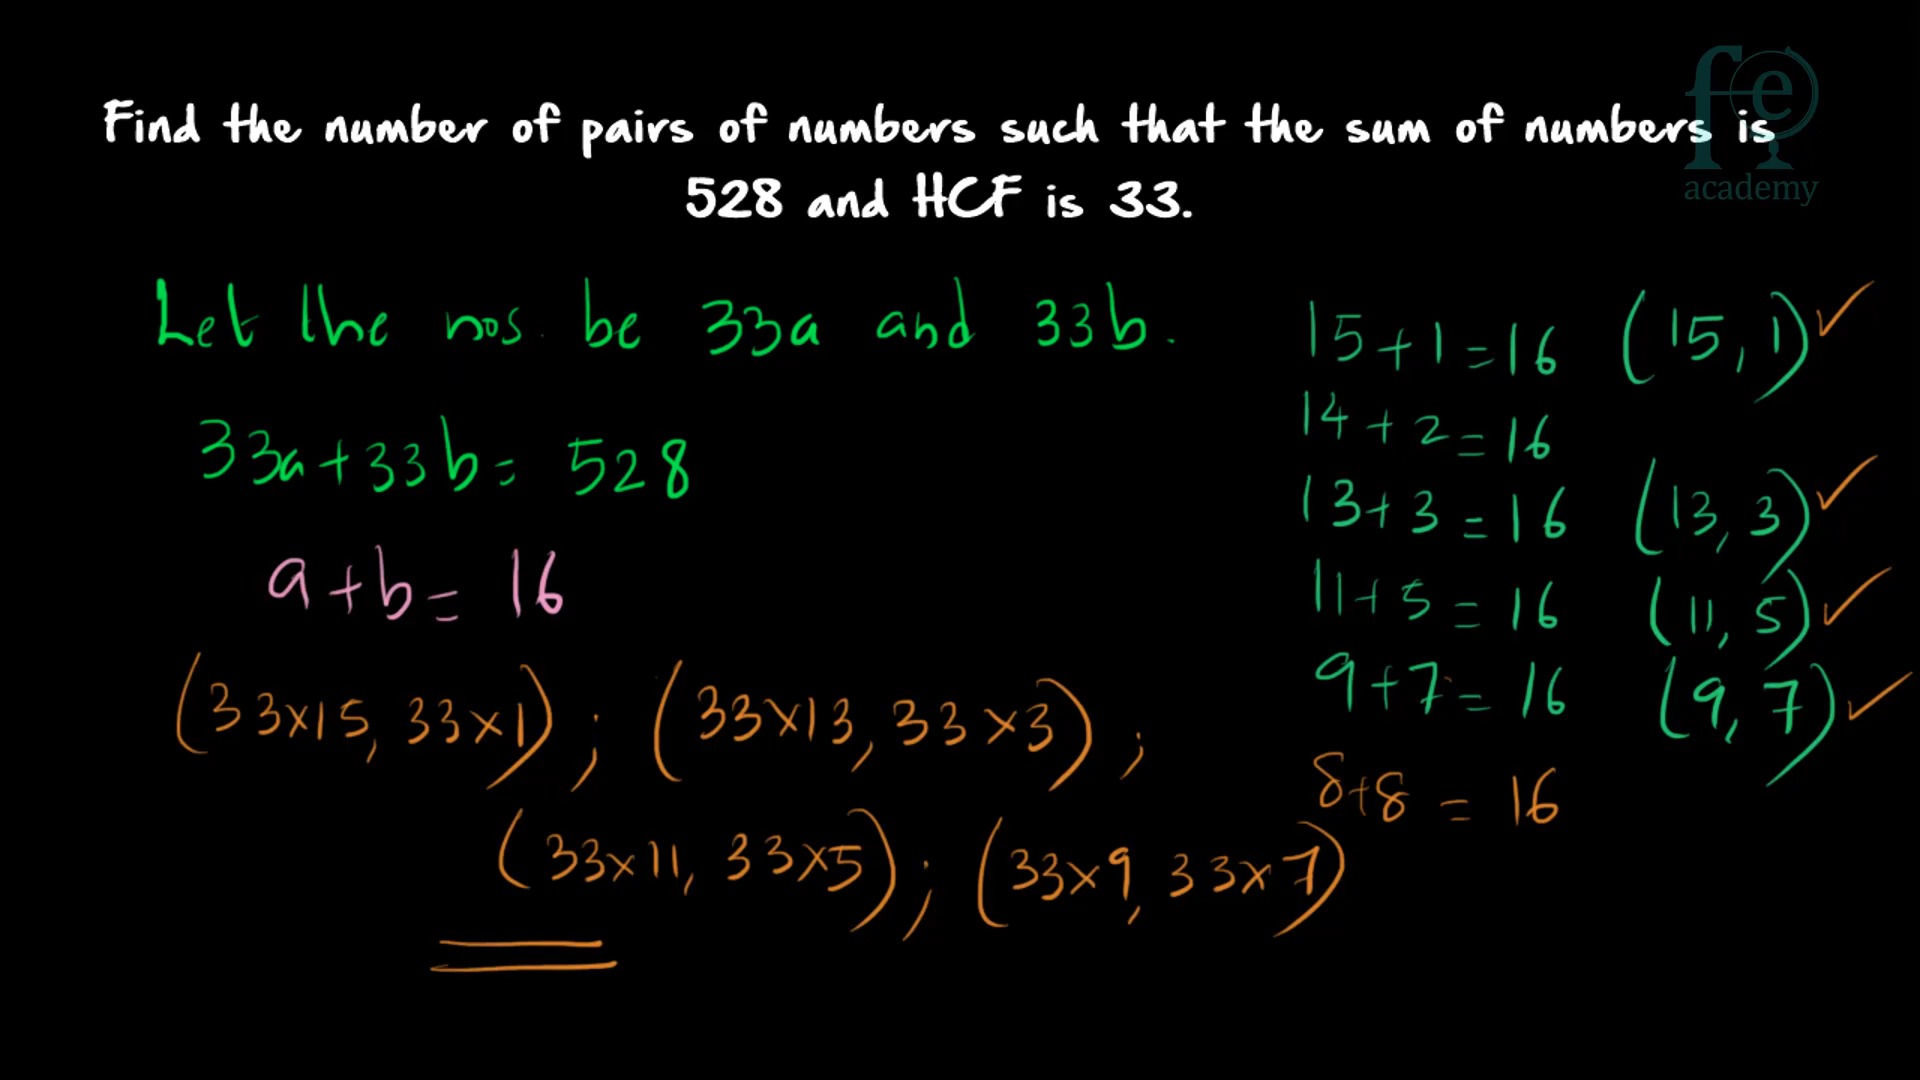 fe
academy
Find the number of pairs of numbers such that the sum of numbers is
528 and HCF is 33.
Let the nos. be 33a and 33b.
33a+33b= 528
a+b= 16
(33×15, 33×1) ; (33×13, 33×3) ;
(33×11, 33×5) ; (33×9, 33×7)
15+1=16 (15, 1) ✓
14+2=16
13+3=16 (13, 3) ✓
11+5=16 (11, 5) ✓
9+7=16 (9, 7) ✓
8+8=16